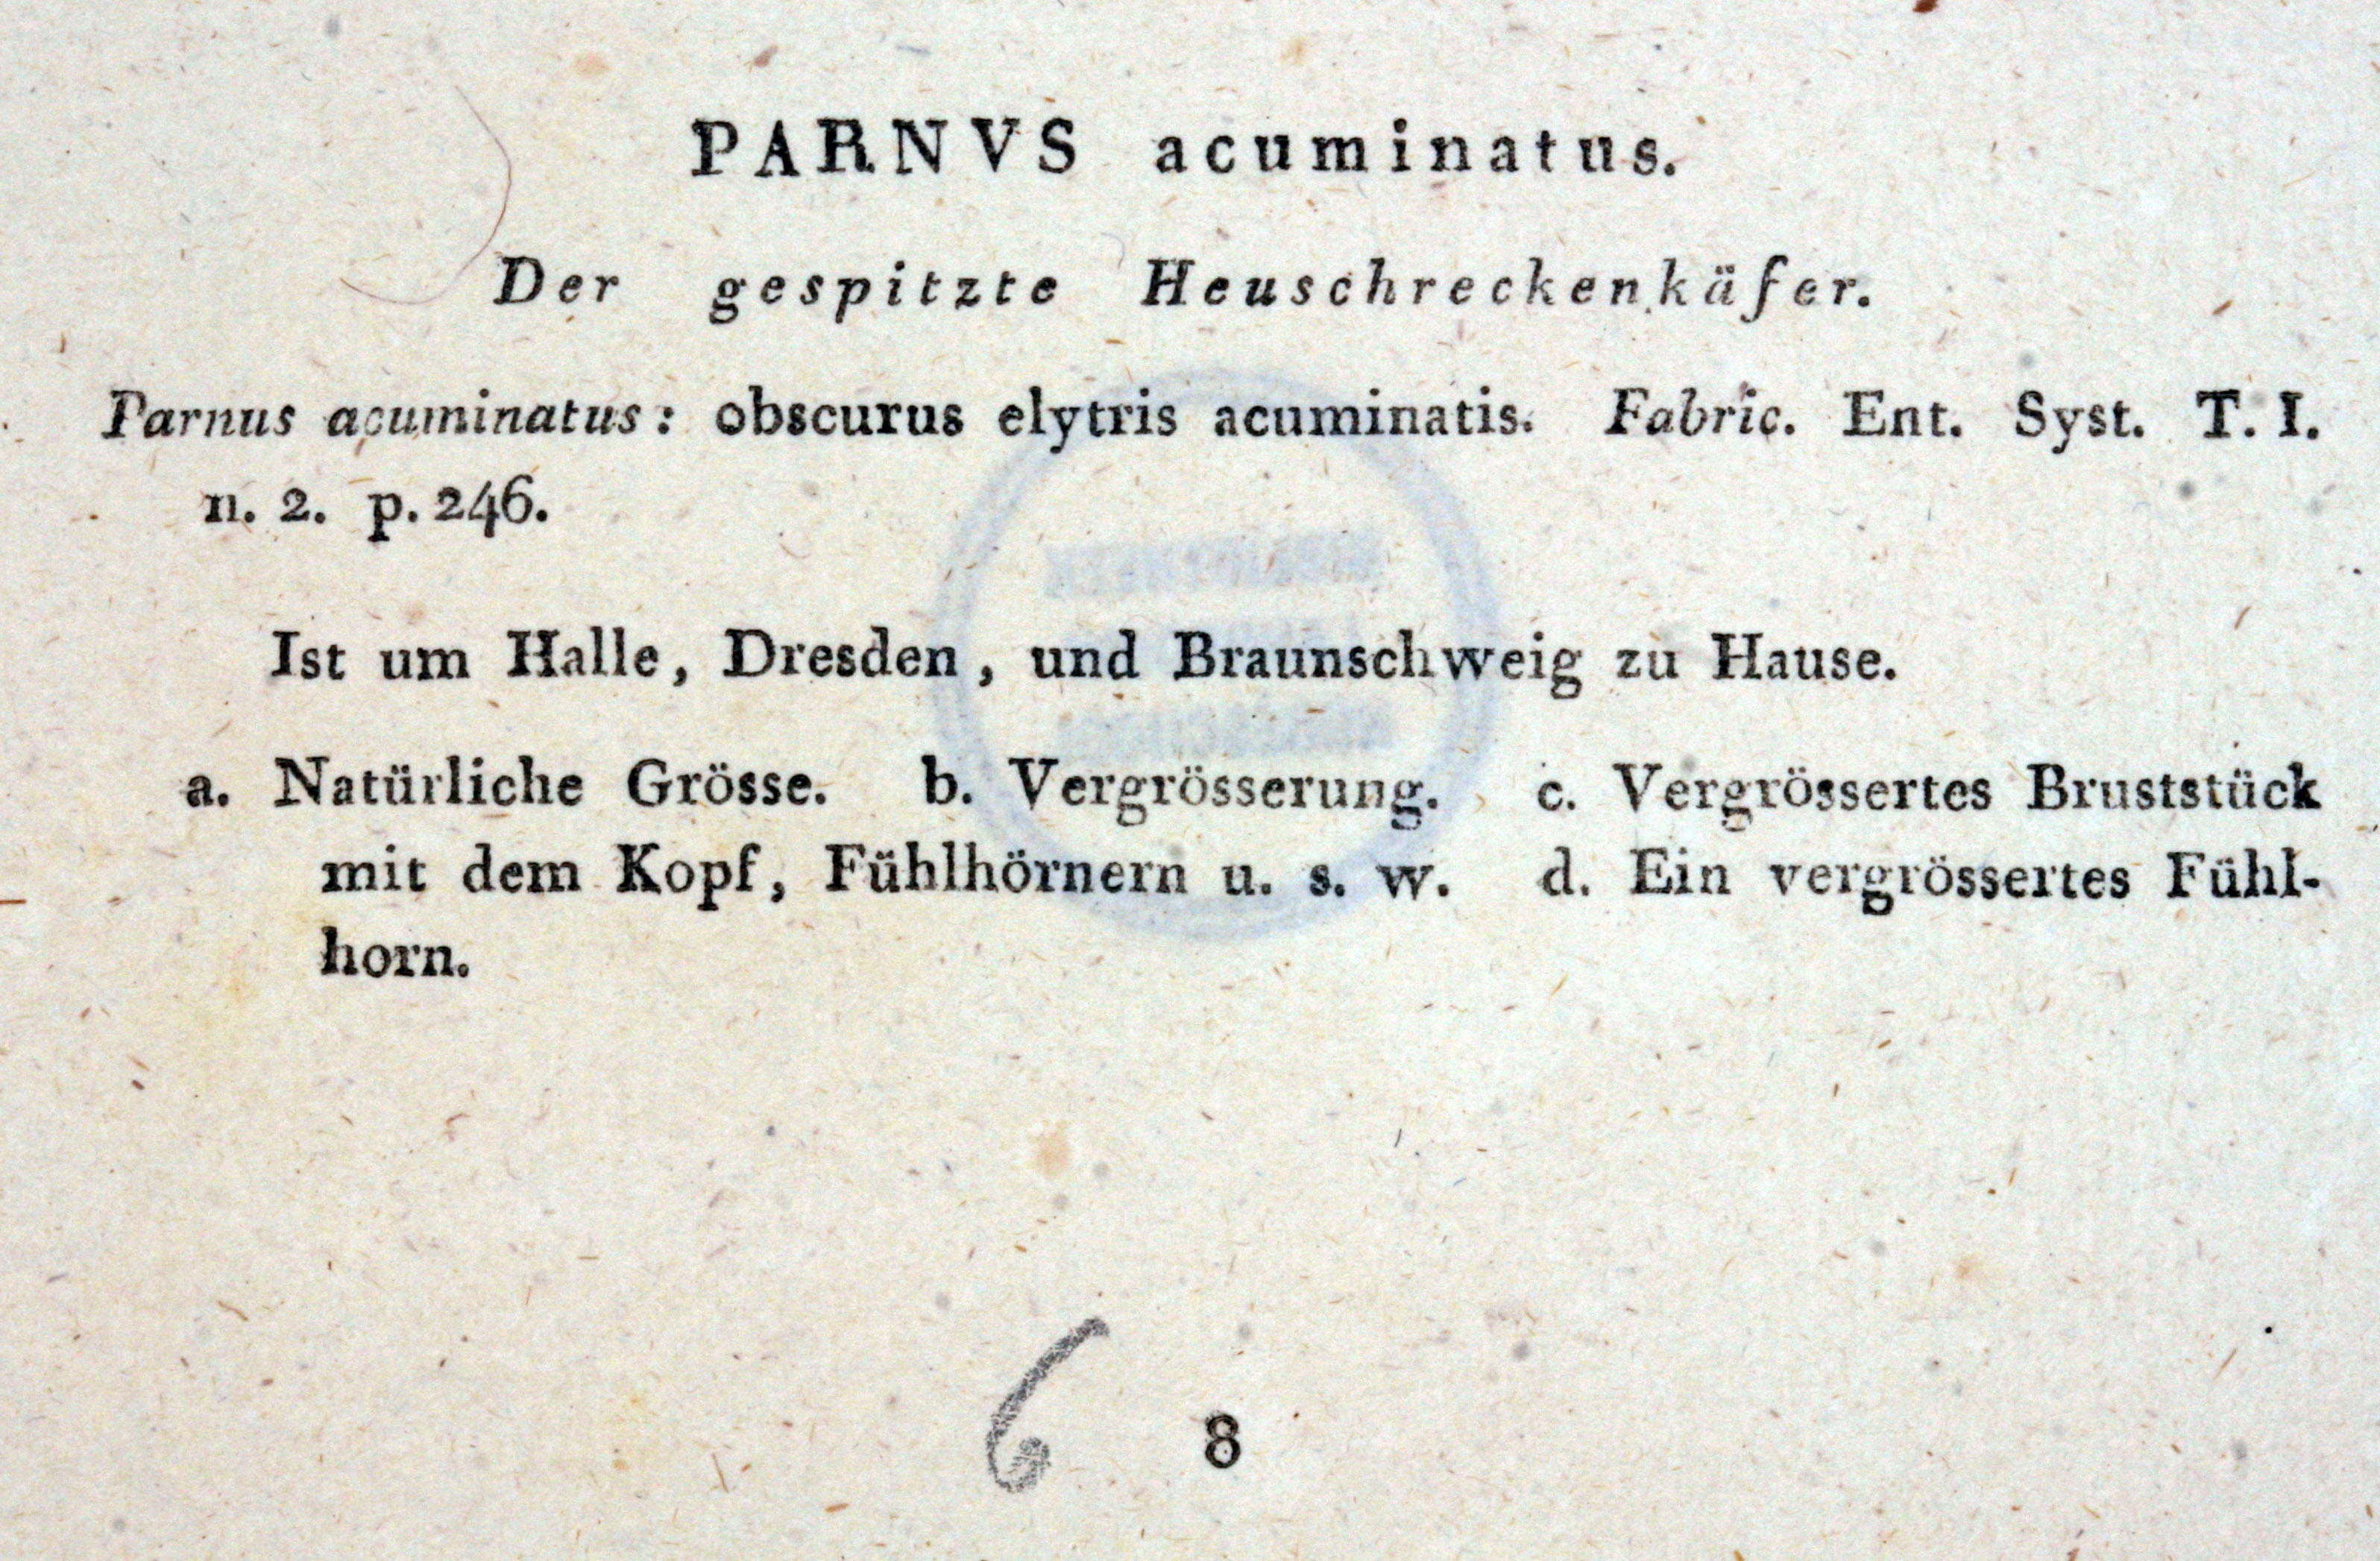 PARNVS acuminatus.
Der gespitzte Heuschreckenkäfer.
Parnus acuminatus: obscurus elytris acuminatis. Fabric. Ent. Syst. T. I.
n. 2. p. 246.
Ist um Halle, Dresden, und Braunschweig zu Hause.
a. Natürliche Grösse. b. Vergrösserung. c. Vergrössertes Bruststück
mit dem Kopf, Fühlhörnern u. s. w. d. Ein vergrössertes Fühl-
horn.
6 8